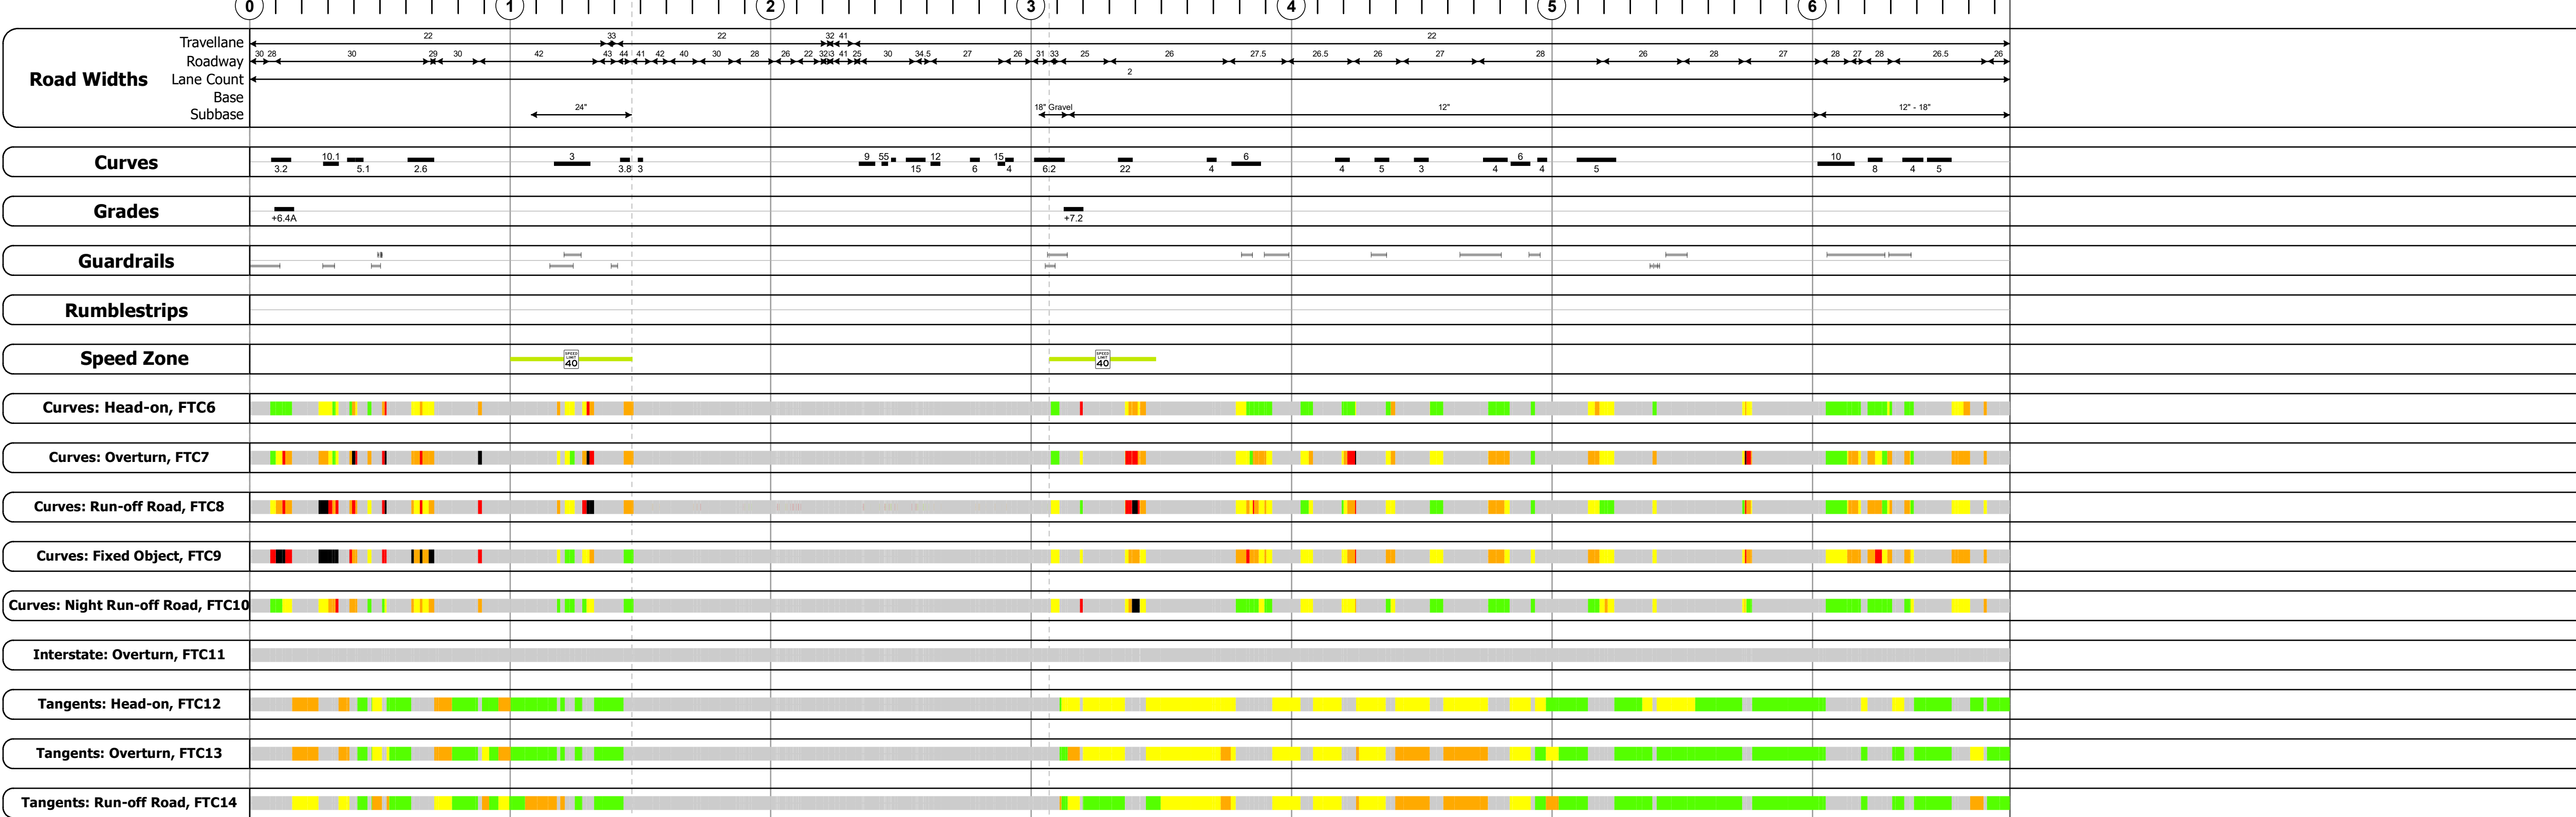 0 1 2 3 4 5 6
Road Widths
Travellane 22 33 22 32 41 22
Roadway 30 28 30 29 30 42 43 44 41 42 40 30 28 26 22 41 25 30 34.5 27 26 31 33 25 26 27.5 26.5 26 27 28 26 28 27 28 27 28 26.5 26
Lane Count 2
Base
Subbase 24" 18" Gravel 12" 12" - 18"
Curves
10.1 3 9 55 12 15 6 6 10
3.2 5.1 2.6 3.8 3 15 6 4 6.2 22 4 4 5 3 4 4 5 8 4 5
Grades
+6.4A +7.2
Guardrails
Rumblestrips
Speed Zone
SPEED LIMIT 40 SPEED LIMIT 40
Curves: Head-on, FTC6
Curves: Overturn, FTC7
Curves: Run-off Road, FTC8
Curves: Fixed Object, FTC9
Curves: Night Run-off Road, FTC10
Interstate: Overturn, FTC11
Tangents: Head-on, FTC12
Tangents: Overturn, FTC13
Tangents: Run-off Road, FTC14